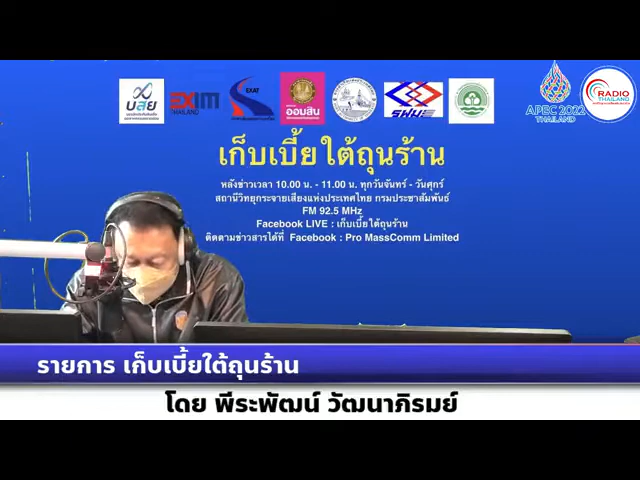 บสย
EXIM
EXAT
ออมสิน
รฟม
APEC 2022
THAILAND
RADIO
THAILAND
เก็บเบี้ยใต้ถุนร้าน
หลังข่าวเวลา 10.00 น. - 11.00 น. ทุกวันจันทร์ - วันศุกร์
สถานีวิทยุกระจายเสียงแห่งประเทศไทย กรมประชาสัมพันธ์
FM 92.5 MHz
Facebook LIVE : เก็บเบี้ยใต้ถุนร้าน
ติดตามข่าวสารได้ที่ Facebook : Pro MassComm Limited
รายการ เก็บเบี้ยใต้ถุนร้าน
โดย พีระพัฒน์ วัฒนาภิรมย์